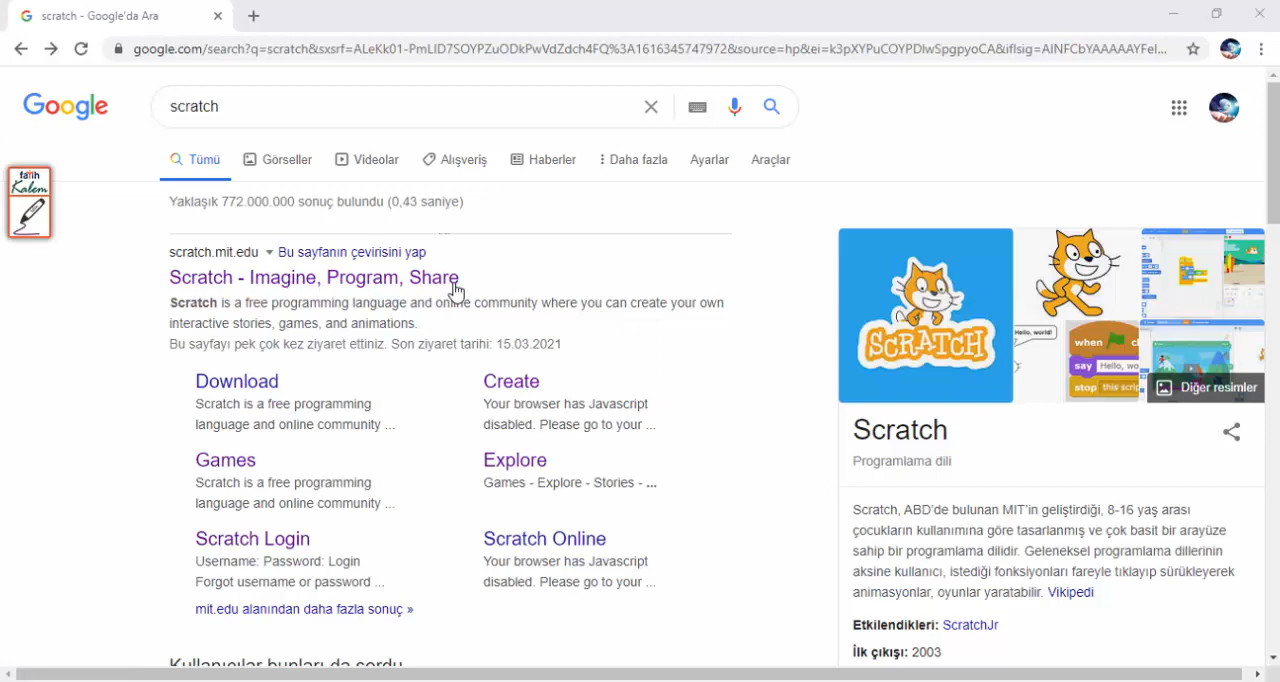 scratch - Google'da Ara
google.com/search?q=scratch&sxsrf=ALeKk01-PmLID7SOYPZuODkPwVdZdch4FQ%3A1616345747972&source=hp&ei=k3pXYPuCOYPDlwSpgpyoCA&iflsig=AINFCbYAAAAAYFel...
Google
scratch
Tümü Görseller Videolar Alışveriş Haberler Daha fazla Ayarlar Araçlar
fatih
Kalem
Yaklaşık 772.000.000 sonuç bulundu (0,43 saniye)
scratch.mit.edu Bu sayfanın çevirisini yap
Scratch - Imagine, Program, Share
Scratch is a free programming language and online community where you can create your own
interactive stories, games, and animations.
Bu sayfayı pek çok kez ziyaret ettiniz. Son ziyaret tarihi: 15.03.2021
Download
Scratch is a free programming
language and online community ...
Create
Your browser has Javascript
disabled. Please go to your ...
Games
Scratch is a free programming
language and online community ...
Explore
Games - Explore - Stories - ...
Scratch Login
Username: Password: Login
Forgot username or password ...
Scratch Online
Your browser has Javascript
disabled. Please go to your ...
mit.edu alanından daha fazla sonuç »
Kullanıcılar bunları da sordu
SCRATCH
Hello, world!
when c
say Hello, wo
stop this scrip
Diğer resimler
Scratch
Programlama dili
Scratch, ABD'de bulunan MIT'in geliştirdiği, 8-16 yaş arası
çocukların kullanımına göre tasarlanmış ve çok basit bir arayüze
sahip bir programlama dilidir. Geleneksel programlama dillerinin
aksine kullanıcı, istediği fonksiyonları fareyle tıklayıp sürükleyerek
animasyonlar, oyunlar yaratabilir. Vikipedi
Etkilendikleri: ScratchJr
İlk çıkışı: 2003